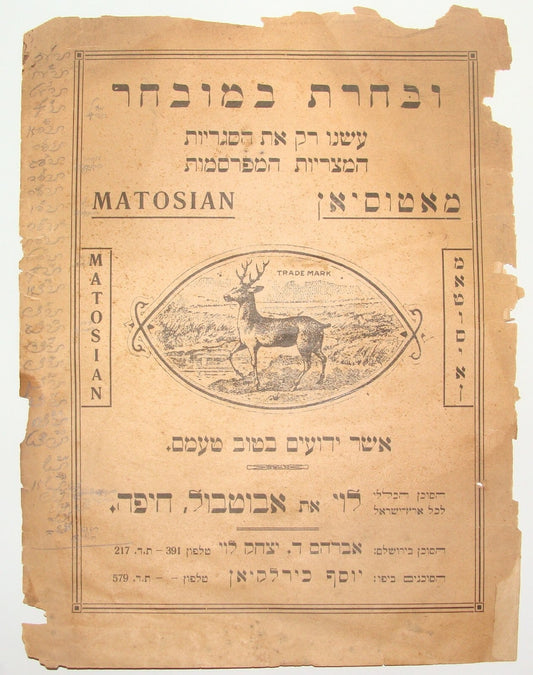 ובחרת במובחר
עשנו רק את הסגריות
המצריות המפרסמות
מאטוסיאן MATOSIAN
TRADE MARK
MATOSIAN
מאטוסיאן
אשר ידועים בטוב טעמם.
הסוכן הכללי לכל ארץ־ישראל לוי את אבוטבול, חיפה.
הסוכן בירושלים: אברהם ד. יצחק לוי טלפון 391 – ת.ד. 217
הסוכנים ביפו: יוסף כירלסיאן טלפון – – ת.ד. 579